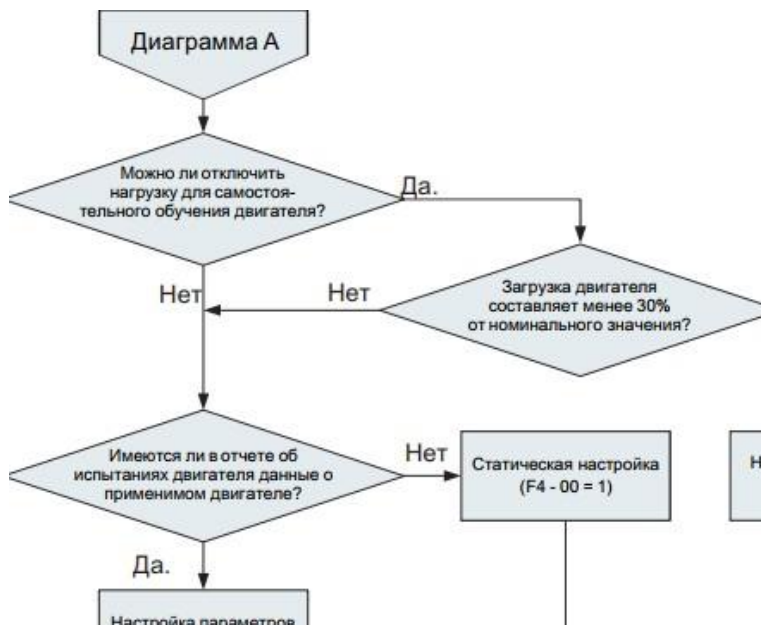 Диаграмма А
Можно ли отключить
нагрузку для самостоя-
тельного обучения двигателя?
Да.
Нет
Нет
Загрузка двигателя
составляет менее 30%
от номинального значения?
Имеются ли в отчете об
испытаниях двигателя данные о
применимом двигателе?
Нет
Статическая настройка
(F4 - 00 = 1)
Да.
Настройка параметров